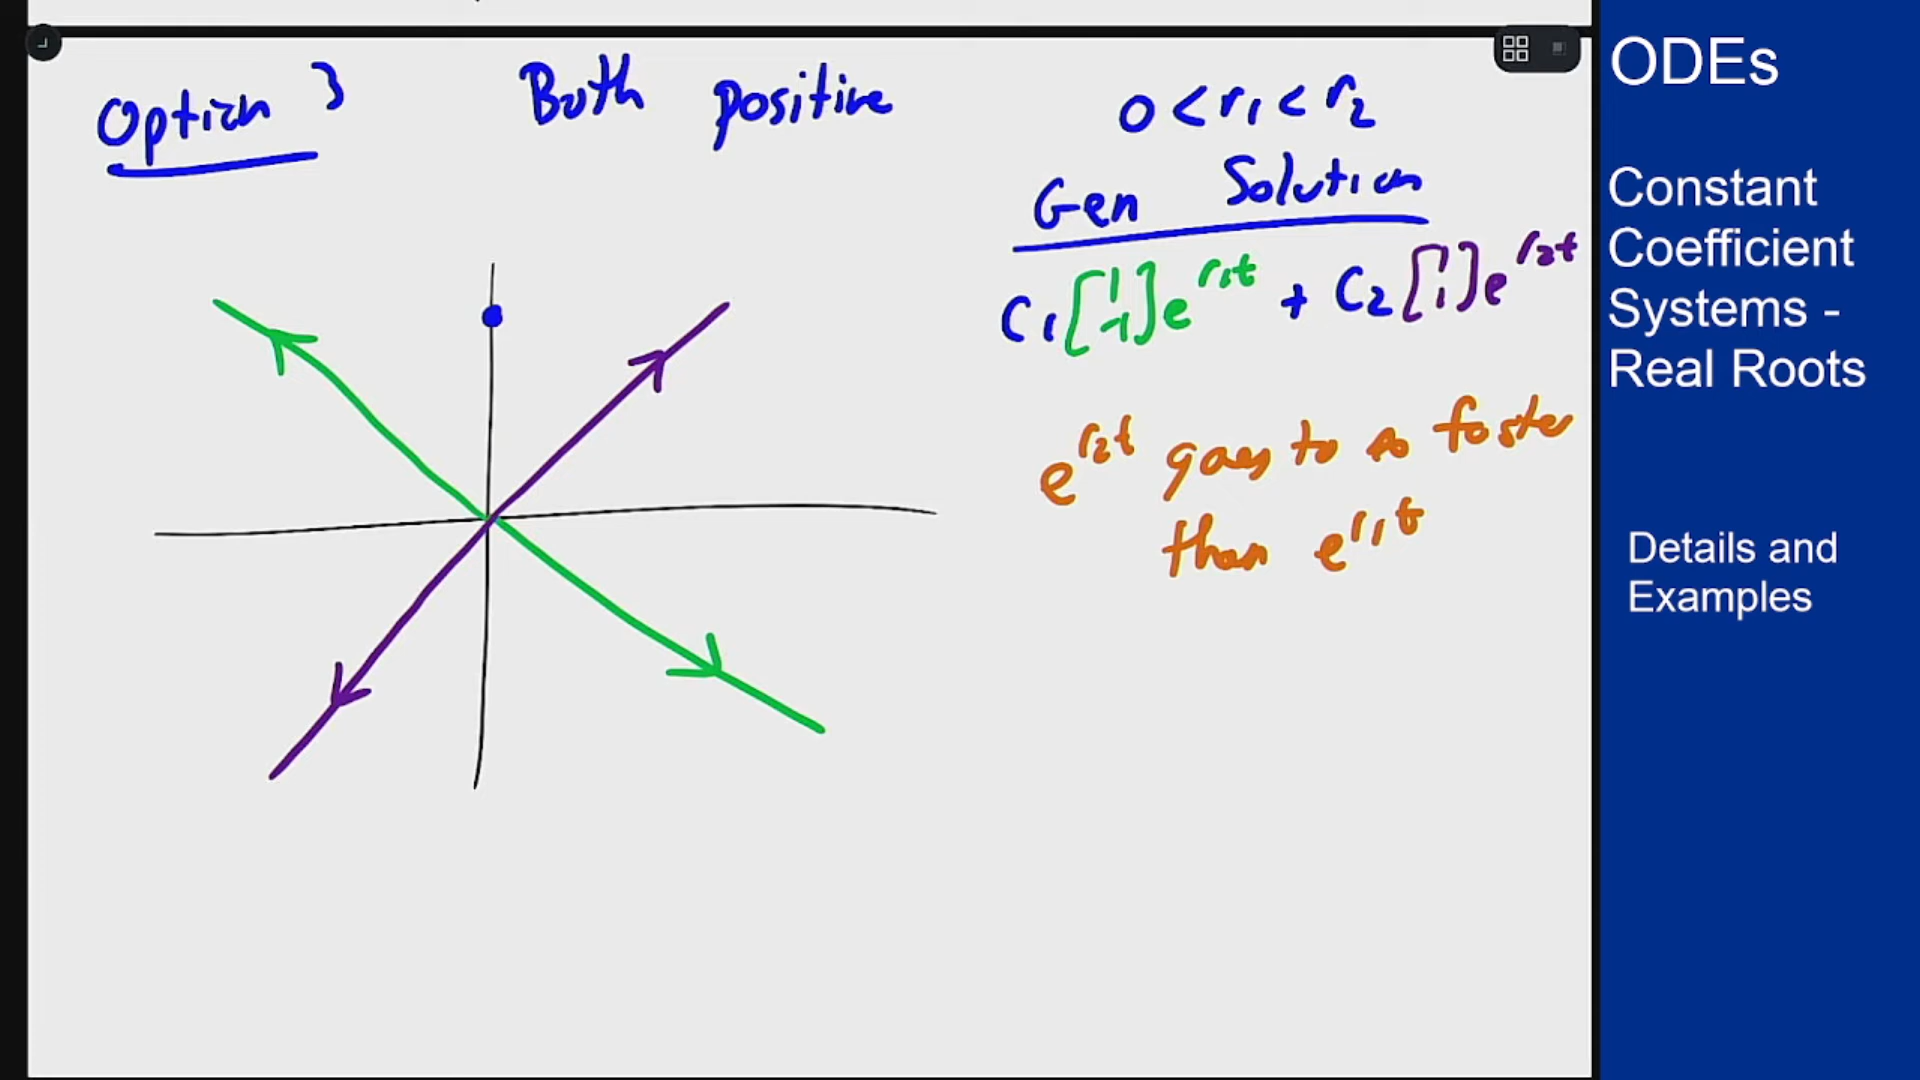 Option 3 Both positive 0 < r1 < r2
Gen Solution
C1 [1 -1] e^r1t + C2 [1 1] e^r2t
e^r2t goes to ∞ faster
than e^r1t
ODEs
Constant
Coefficient
Systems -
Real Roots
Details and
Examples